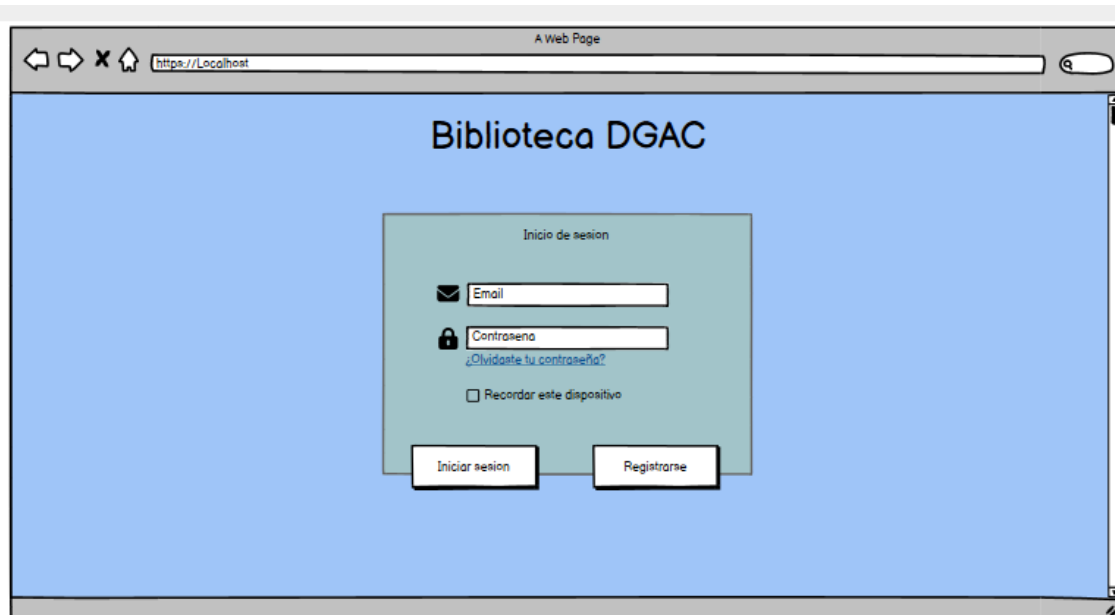 A Web Page
https://Localhost
Biblioteca DGAC
Inicio de sesion
Email
Contrasena
¿Olvidaste tu contraseña?
Recordar este dispositivo
Iniciar sesion
Registrarse